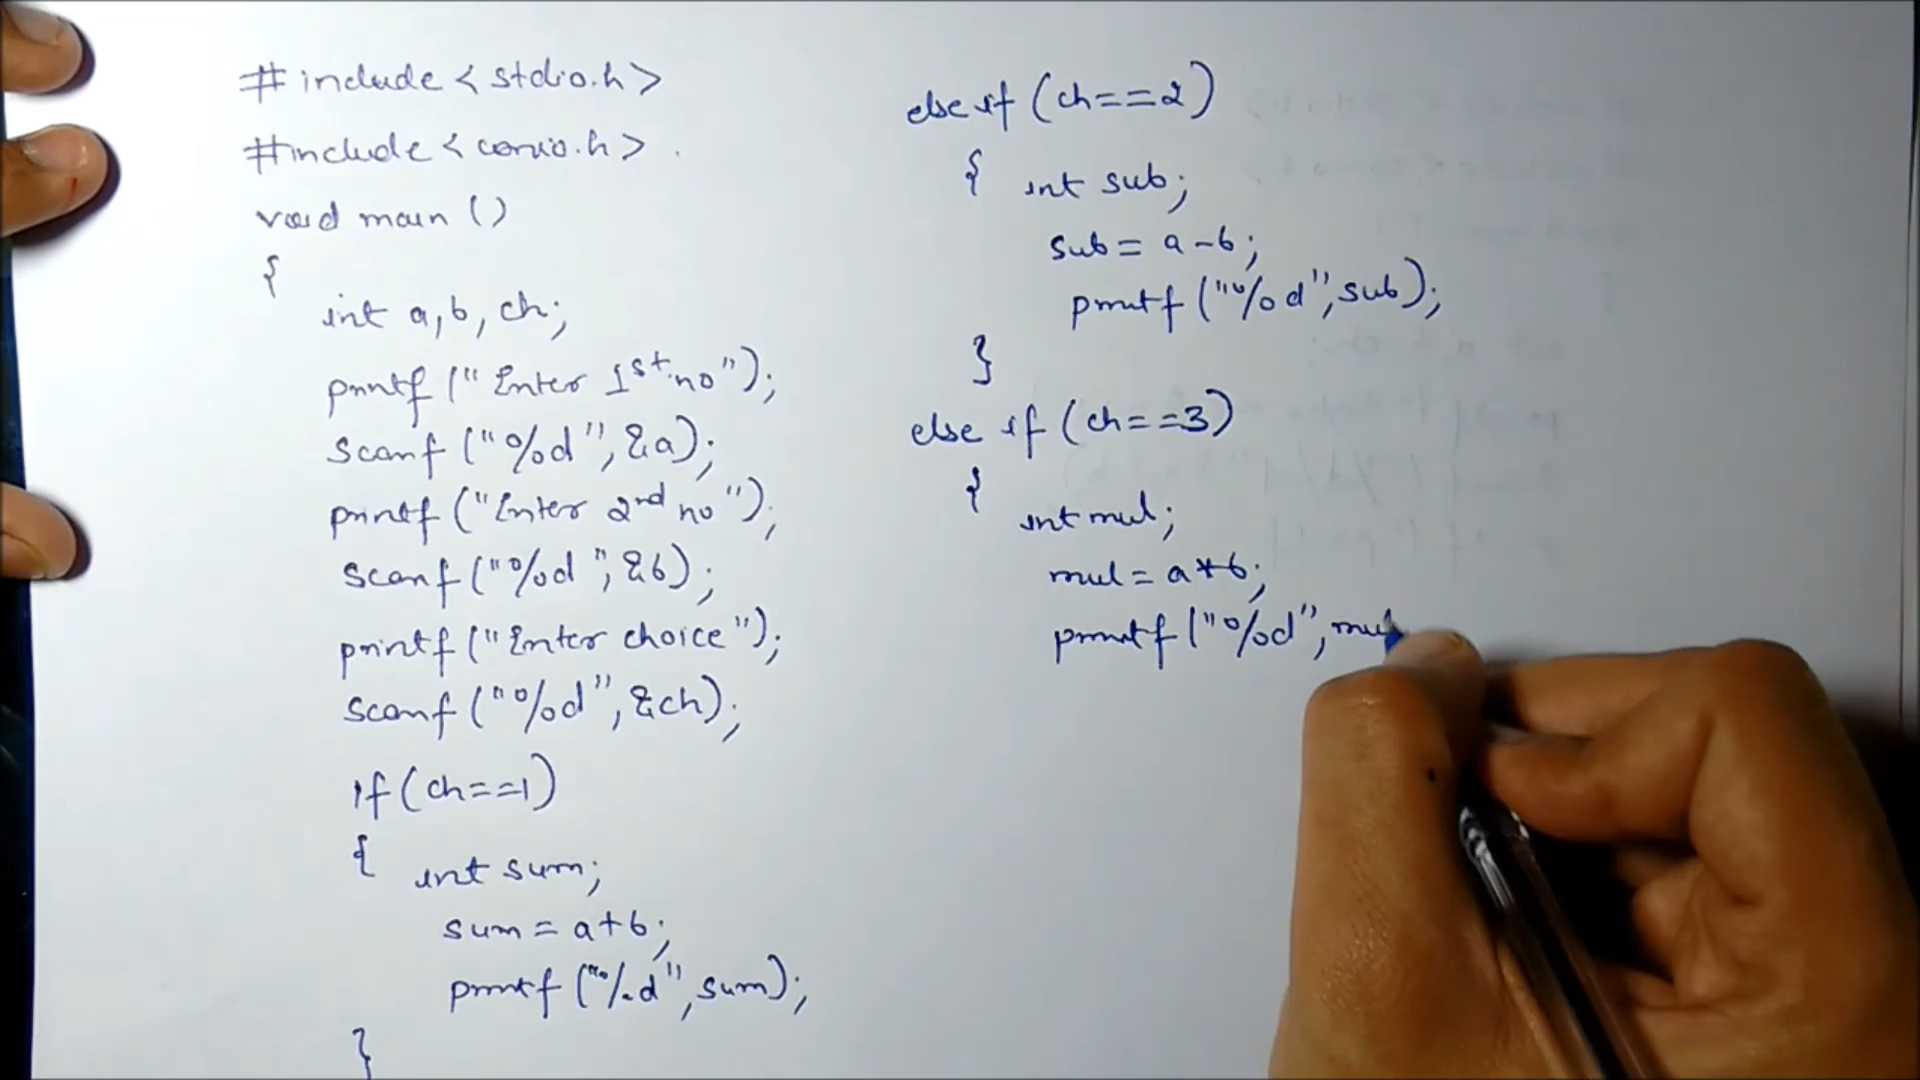 #include <stdio.h>
#include <conio.h>
void main ()
{
int a, b, ch;
printf ("Enter 1st no");
scanf ("%d", &a);
printf ("Enter 2nd no");
scanf ("%d", &b);
printf ("Enter choice");
scanf ("%d", &ch);
if (ch==1)
{ int sum;
sum = a+b;
printf ("%d", sum);
}
else if (ch==2)
{ int sub;
sub = a-b;
printf ("%d", sub);
}
else if (ch==3)
{
int mul;
mul = a*b;
printf ("%d", mul